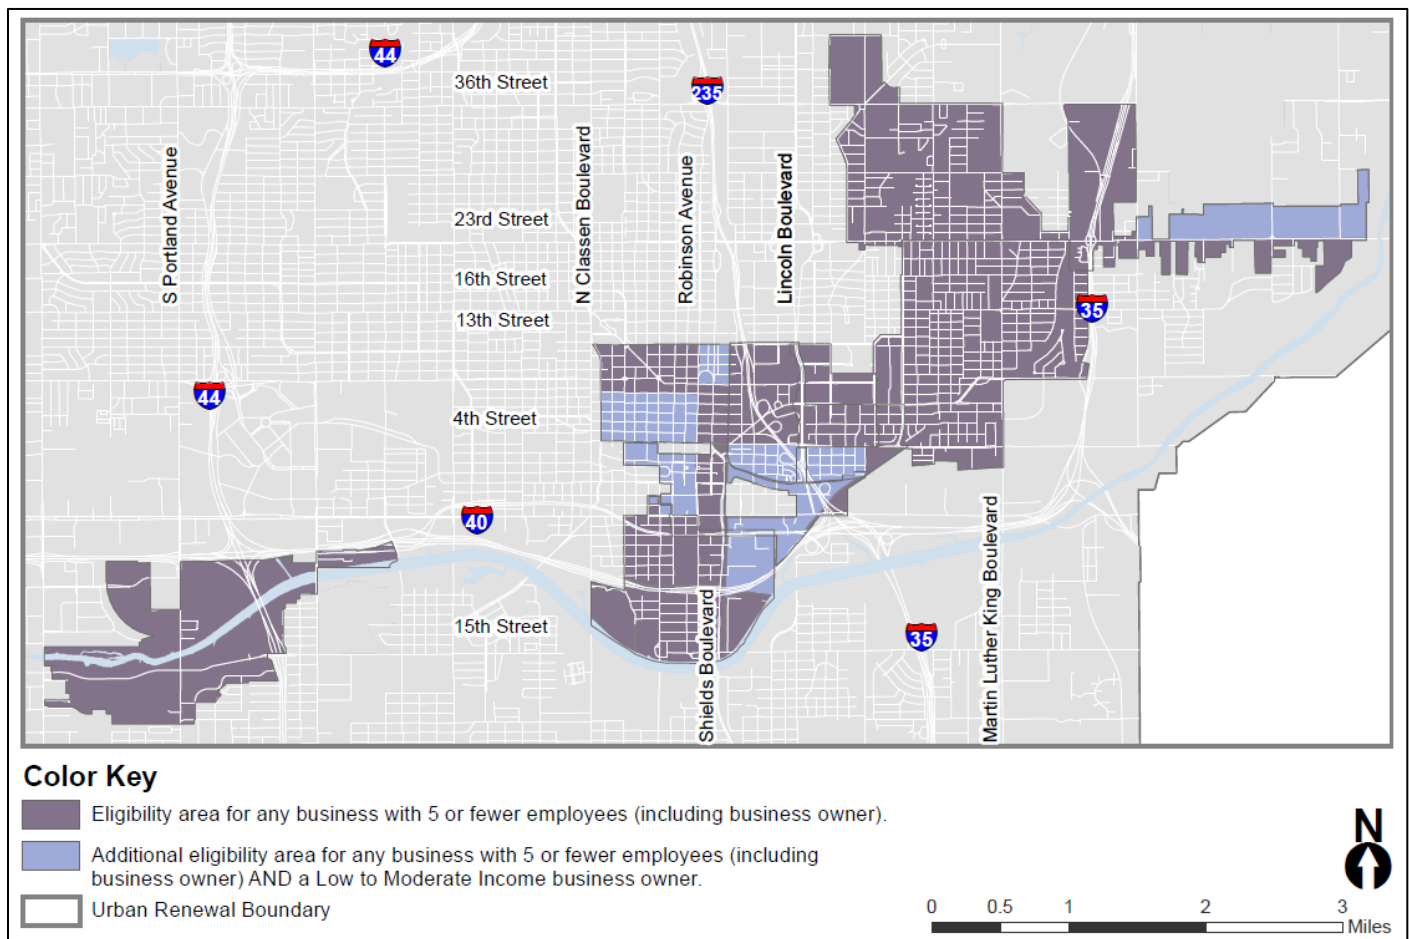 44
36th Street
235
N Classen Boulevard
S Portland Avenue
Robinson Avenue
Lincoln Boulevard
23rd Street
16th Street
35
13th Street
44
4th Street
40
Martin Luther King Boulevard
Shields Boulevard
15th Street
35
Color Key
Eligibility area for any business with 5 or fewer employees (including business owner).
Additional eligibility area for any business with 5 or fewer employees (including
business owner) AND a Low to Moderate Income business owner.
Urban Renewal Boundary
N
0 0.5 1 2 3
Miles